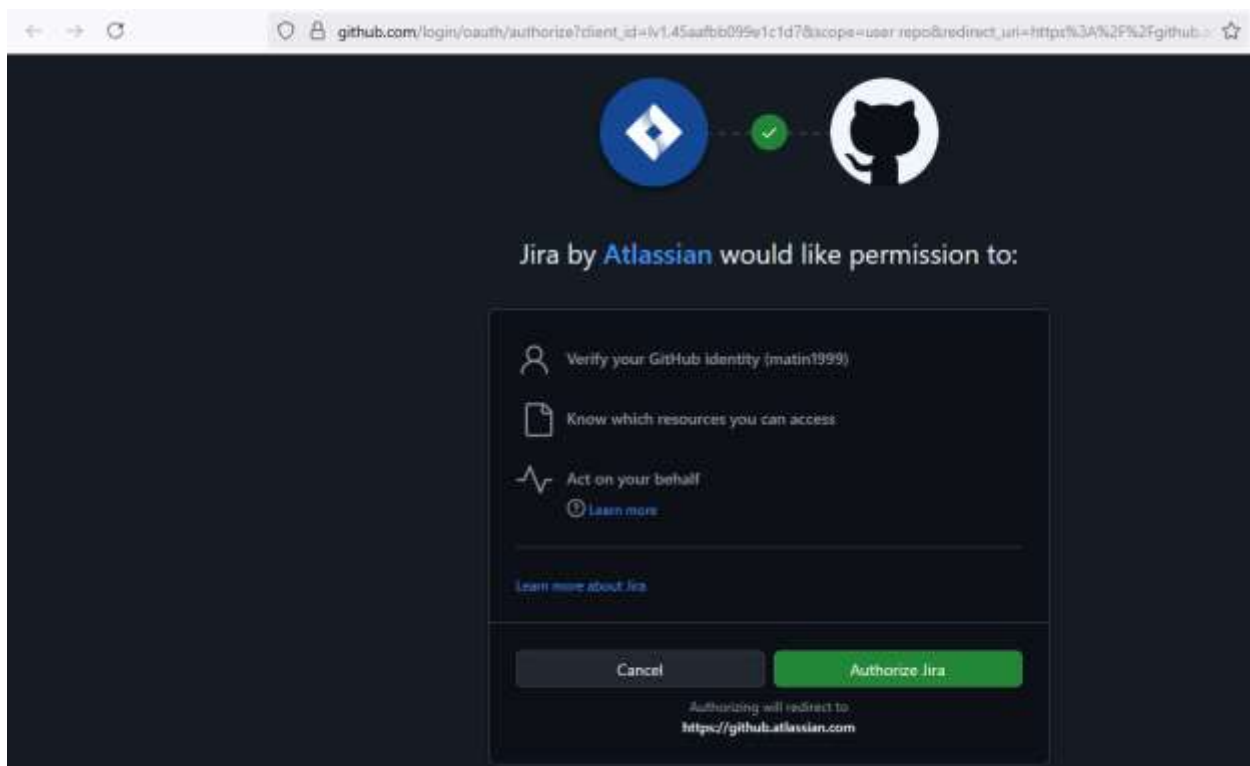 github.com/login/oauth/authorize?client_id=Iv1.45aafbb099e1c1d7&scope=user repo&redirect_uri=https%3A%2F%2Fgithub.
Jira by Atlassian would like permission to:
Verify your GitHub identity (matin1999)
Know which resources you can access
Act on your behalf
Learn more
Learn more about Jira
Cancel
Authorize Jira
Authorizing will redirect to
https://github.atlassian.com